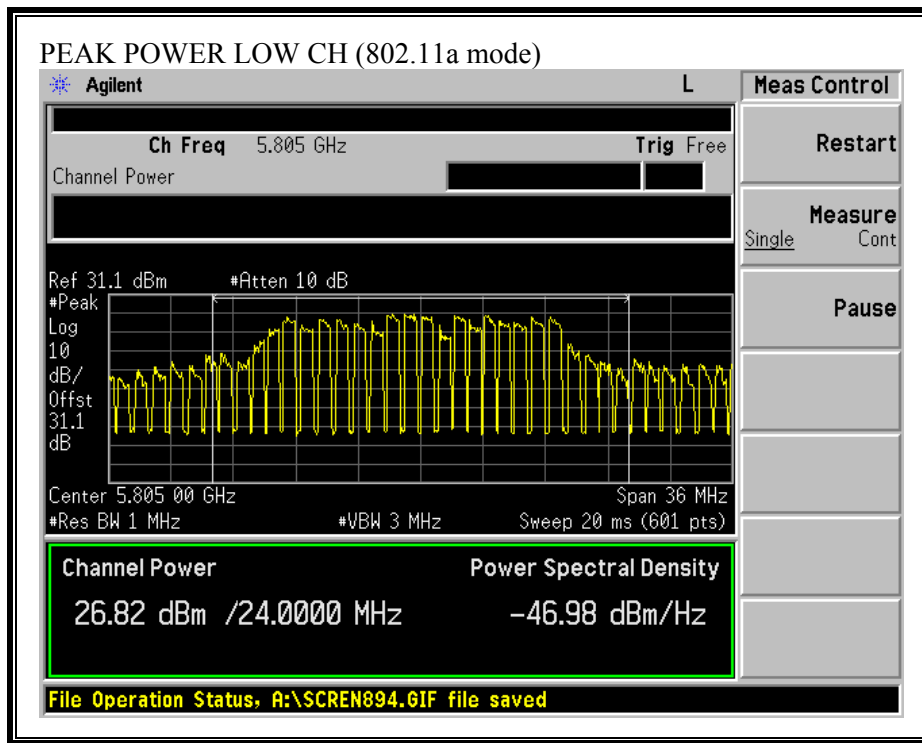 PEAK POWER LOW CH (802.11a mode)
Agilent L Meas Control
Ch Freq 5.805 GHz Trig Free
Channel Power
Restart
Measure
Single Cont
Pause
Ref 31.1 dBm #Atten 10 dB
#Peak
Log
10
dB/
Offst
31.1
dB
Center 5.805 00 GHz Span 36 MHz
#Res BW 1 MHz #VBW 3 MHz Sweep 20 ms (601 pts)
Channel Power Power Spectral Density
26.82 dBm /24.0000 MHz -46.98 dBm/Hz
File Operation Status, A:\SCREN894.GIF file saved